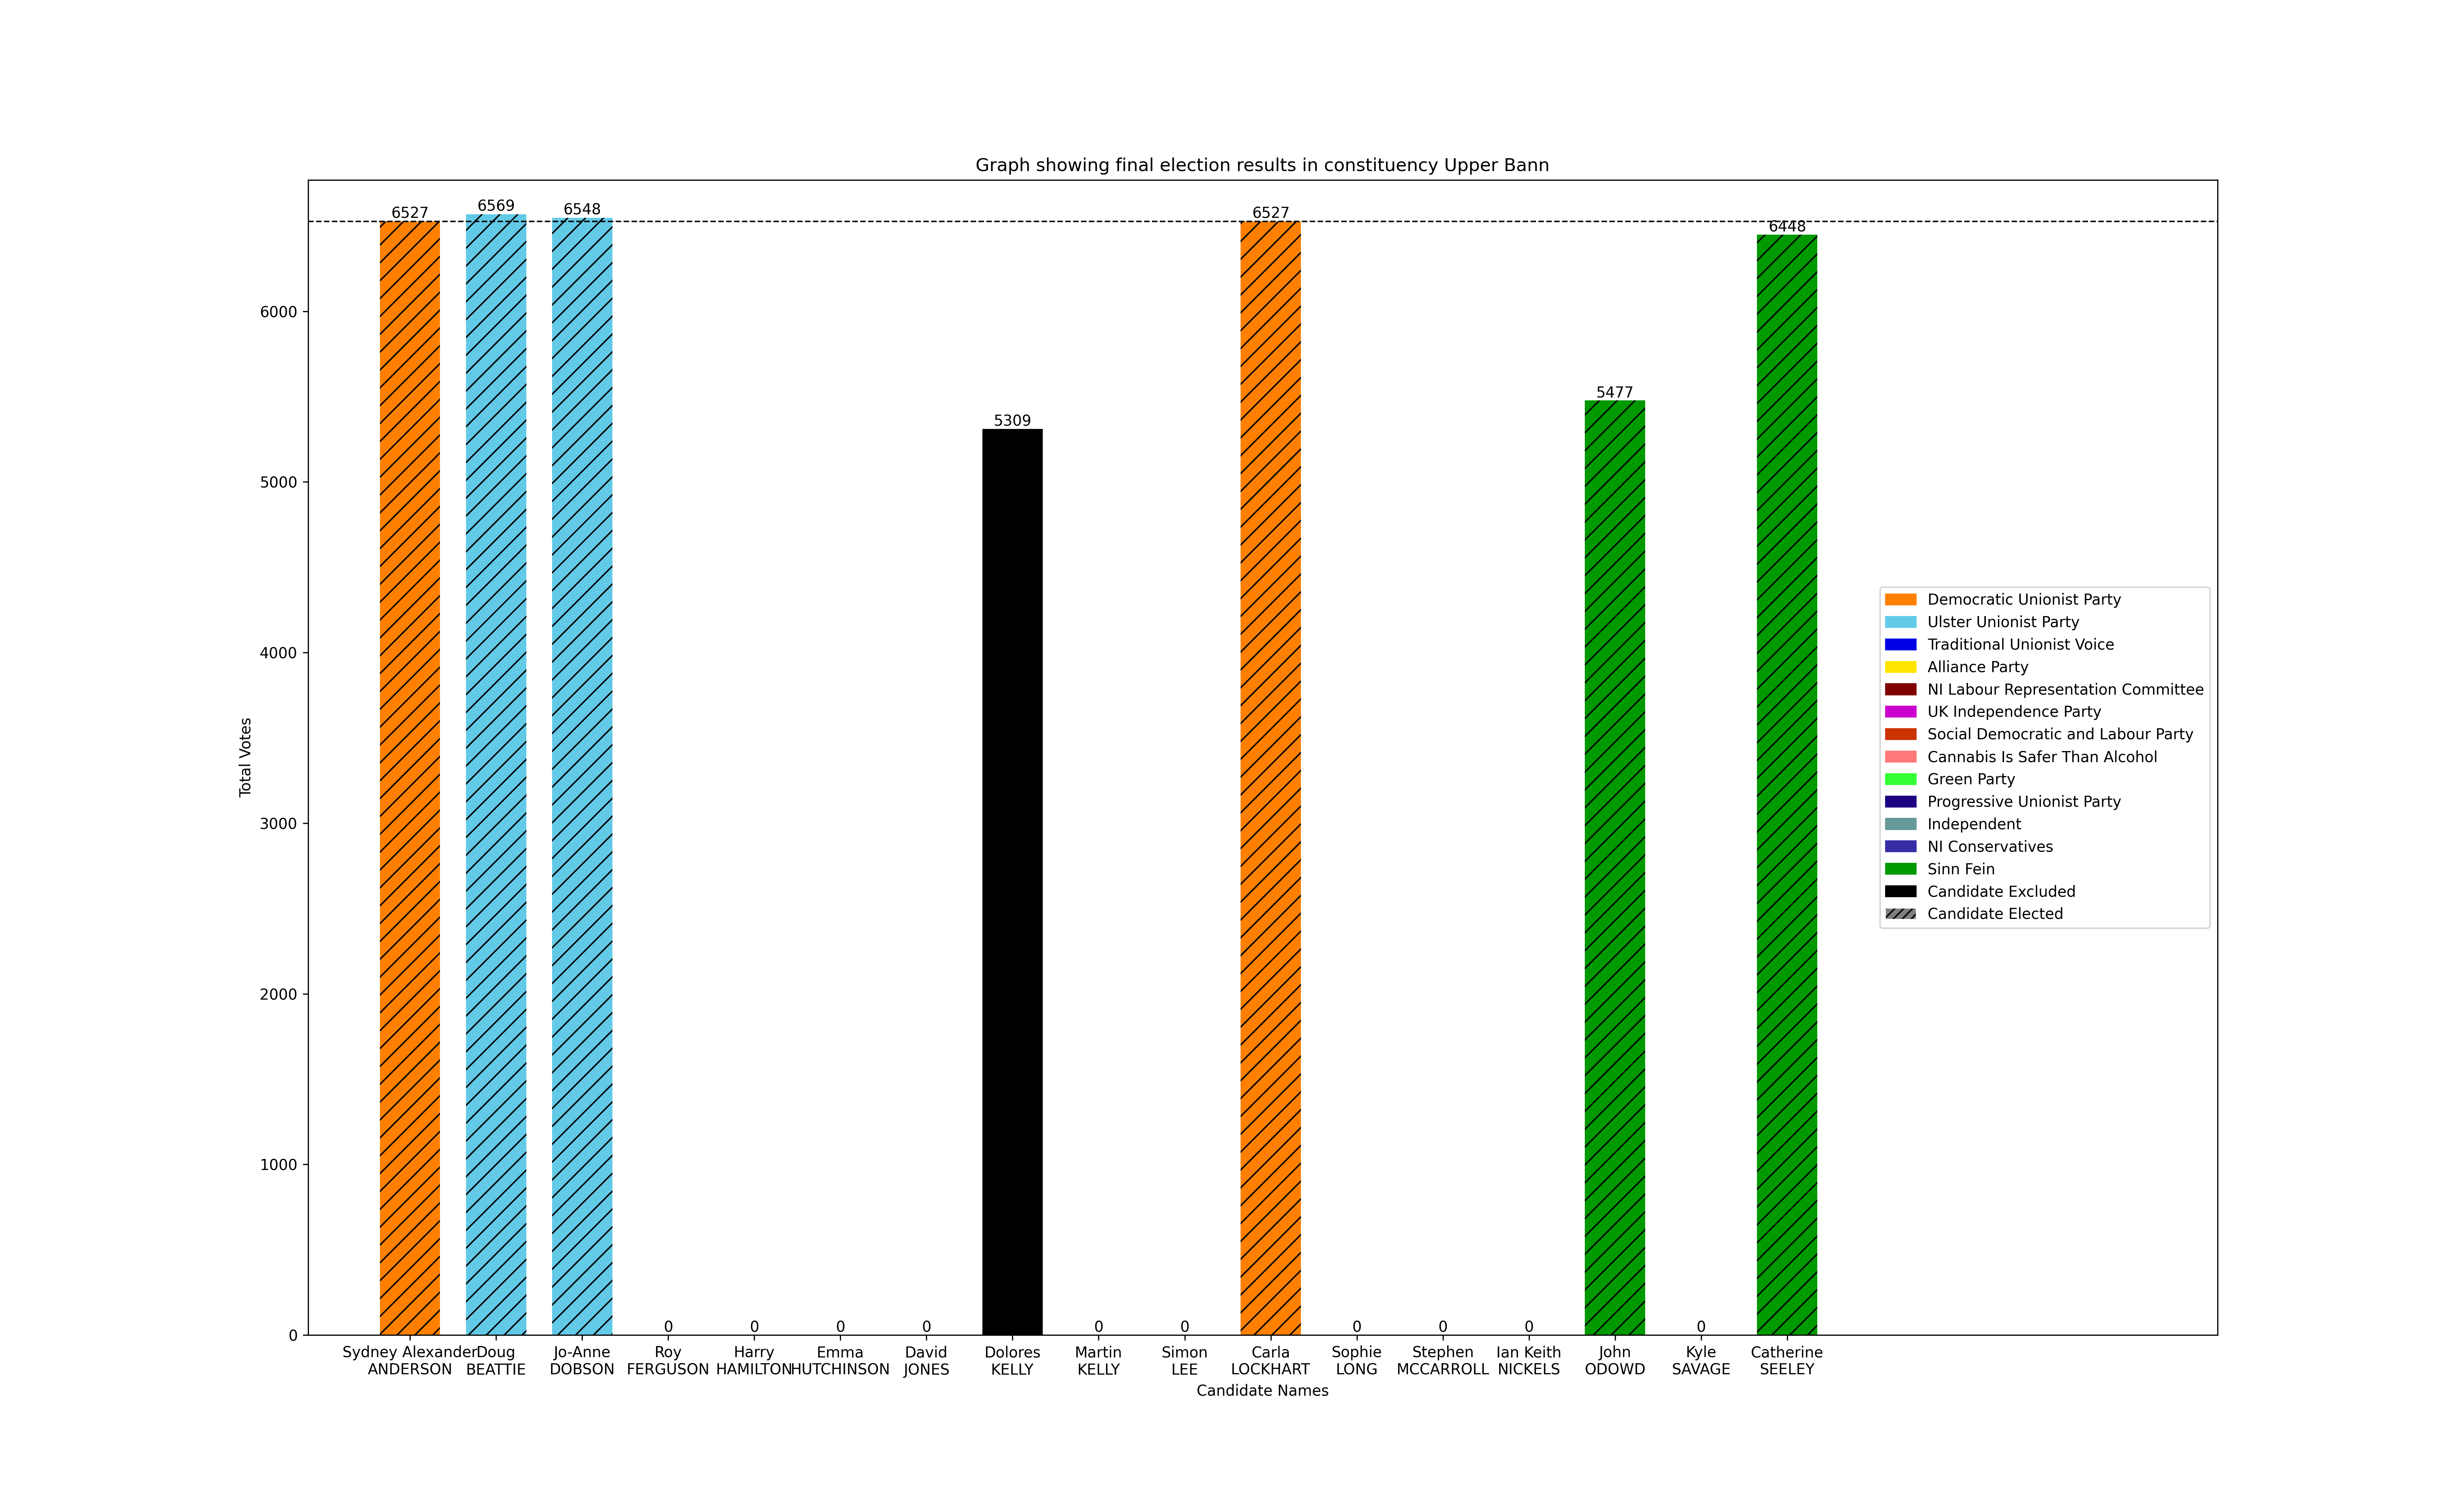 Graph showing final election results in constituency Upper Bann
6527
6569
6548
0
0
0
0
5309
0
0
6527
0
0
0
5477
0
6448
6000
5000
4000
3000
2000
1000
0
Total Votes
Democratic Unionist Party
Ulster Unionist Party
Traditional Unionist Voice
Alliance Party
NI Labour Representation Committee
UK Independence Party
Social Democratic and Labour Party
Cannabis Is Safer Than Alcohol
Green Party
Progressive Unionist Party
Independent
NI Conservatives
Sinn Fein
Candidate Excluded
Candidate Elected
Sydney Alexander
ANDERSON
Doug
BEATTIE
Jo-Anne
DOBSON
Roy
FERGUSON
Harry
HAMILTON
Emma
HUTCHINSON
David
JONES
Dolores
KELLY
Martin
KELLY
Simon
LEE
Carla
LOCKHART
Sophie
LONG
Stephen
MCCARROLL
Ian Keith
NICKELS
John
ODOWD
Kyle
SAVAGE
Catherine
SEELEY
Candidate Names